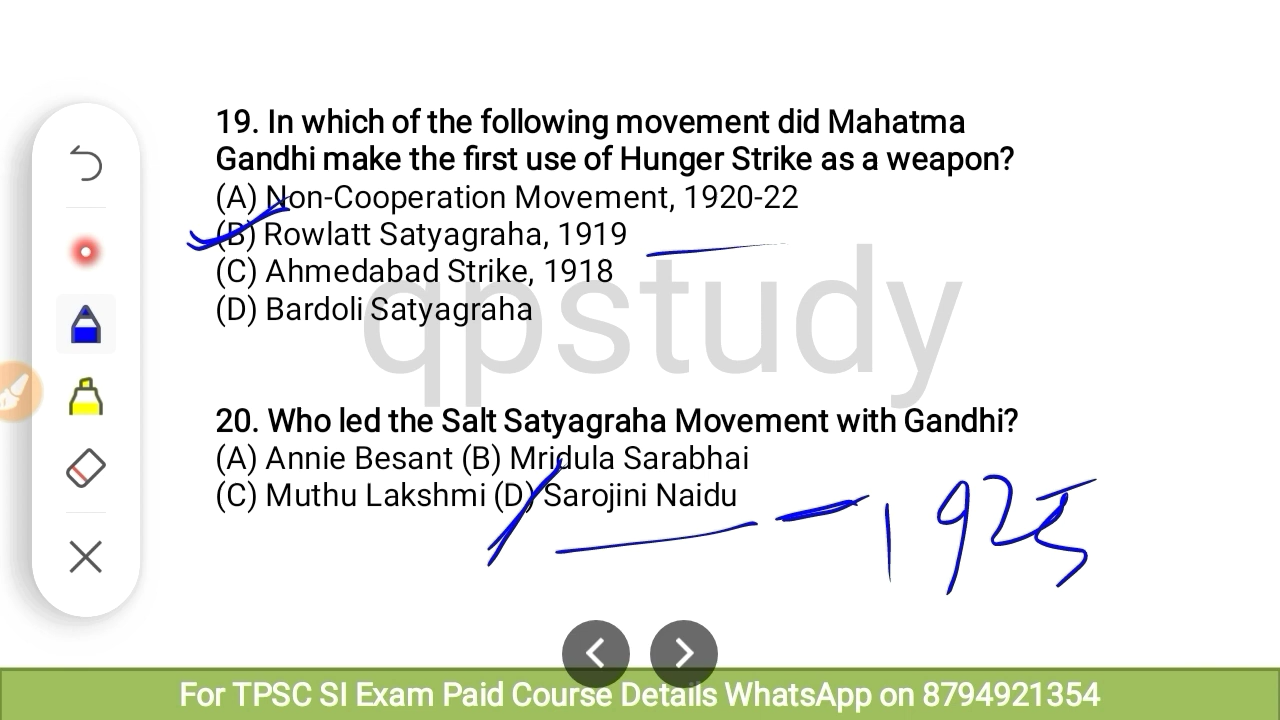 19. In which of the following movement did Mahatma
Gandhi make the first use of Hunger Strike as a weapon?
(A) Non-Cooperation Movement, 1920-22
(B) Rowlatt Satyagraha, 1919
(C) Ahmedabad Strike, 1918
(D) Bardoli Satyagraha
qpstudy
20. Who led the Salt Satyagraha Movement with Gandhi?
(A) Annie Besant (B) Mridula Sarabhai
(C) Muthu Lakshmi (D) Sarojini Naidu
1925
For TPSC SI Exam Paid Course Details WhatsApp on 8794921354